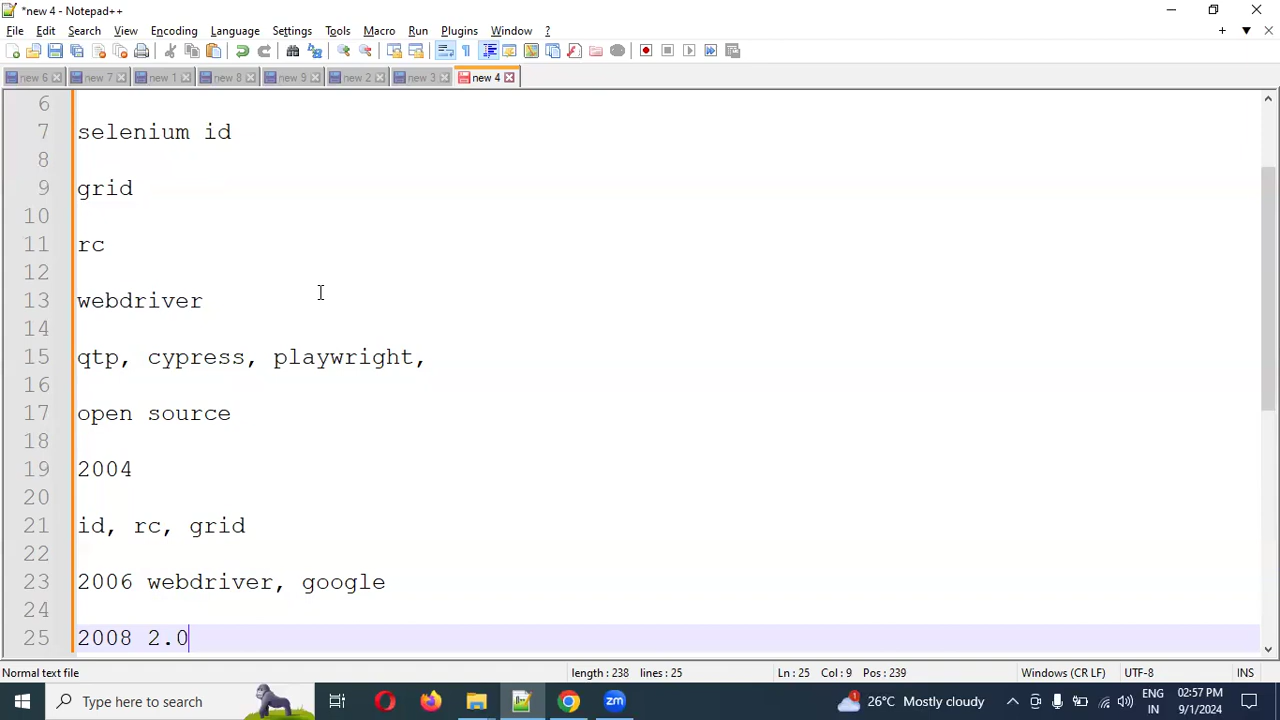 *new 4 - Notepad++
File Edit Search View Encoding Language Settings Tools Macro Run Plugins Window ?
new 6 new 7 new 1 new 8 new 9 new 2 new 3 new 4
6
7 selenium id
8
9 grid
10
11 rc
12
13 webdriver
14
15 qtp, cypress, playwright,
16
17 open source
18
19 2004
20
21 id, rc, grid
22
23 2006 webdriver, google
24
25 2008 2.0
Normal text file length : 238 lines : 25 Ln : 25 Col : 9 Pos : 239 Windows (CR LF) UTF-8 INS
Type here to search 26°C Mostly cloudy ENG 02:57 PM
IN 9/1/2024